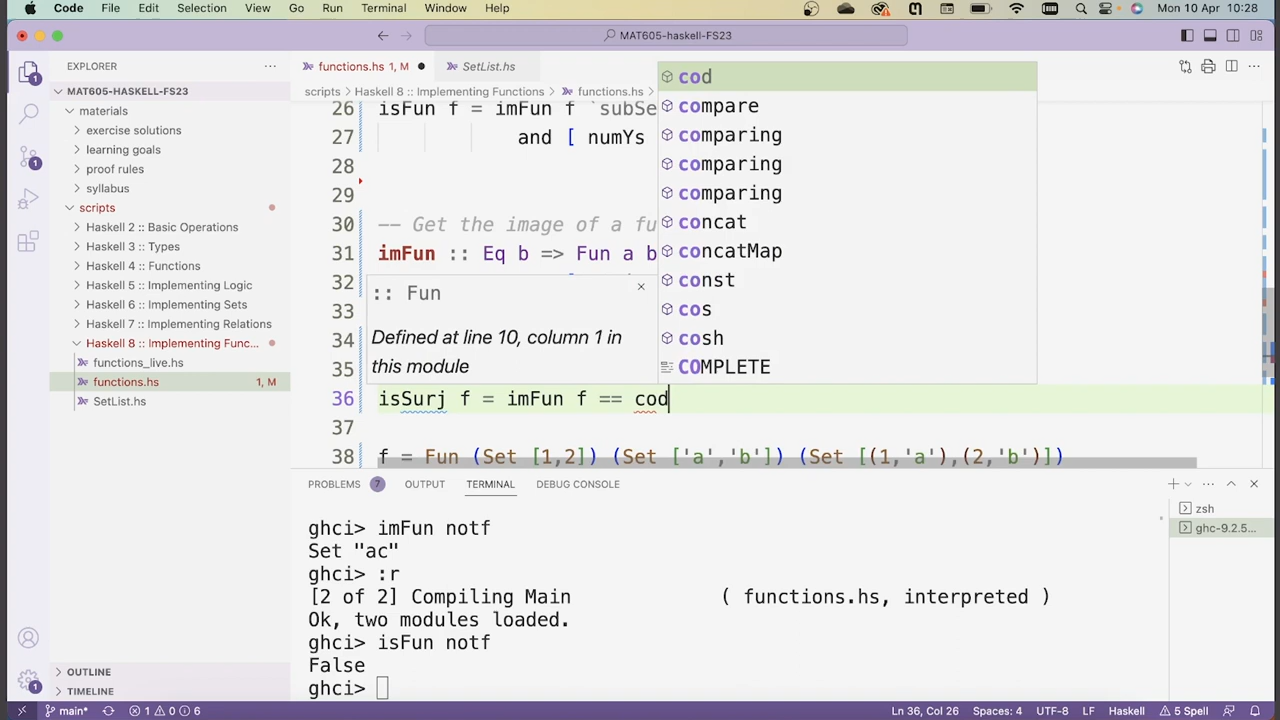 Code File Edit Selection View Go Run Terminal Window Help Mon 10 Apr 10:28
MAT605-haskell-FS23
EXPLORER
functions.hs 1, M
SetList.hs
MAT605-HASKELL-FS23
materials
exercise solutions
learning goals
proof rules
syllabus
scripts
Haskell 2 :: Basic Operations
Haskell 3 :: Types
Haskell 4 :: Functions
Haskell 5 :: Implementing Logic
Haskell 6 :: Implementing Sets
Haskell 7 :: Implementing Relations
Haskell 8 :: Implementing Func...
functions_live.hs
functions.hs 1, M
SetList.hs
OUTLINE
TIMELINE
scripts > Haskell 8 :: Implementing Functions > functions.hs
26 isFun f = imFun f `subSe
27 and [ numYs
28
29
30 -- Get the image of a fu
31 imFun :: Eq b => Fun a b
32
33
34
35
36 isSurj f = imFun f == cod
37
38 f = Fun (Set [1,2]) (Set ['a','b']) (Set [(1,'a'),(2,'b')])
:: Fun
Defined at line 10, column 1 in
this module
cod
compare
comparing
comparing
comparing
concat
concatMap
const
cos
cosh
COMPLETE
PROBLEMS 7 OUTPUT TERMINAL DEBUG CONSOLE
ghci> imFun notf
Set "ac"
ghci> :r
[2 of 2] Compiling Main ( functions.hs, interpreted )
Ok, two modules loaded.
ghci> isFun notf
False
ghci>
zsh
ghc-9.2.5...
main* 1 0 6 Ln 36, Col 26 Spaces: 4 UTF-8 LF Haskell 5 Spell